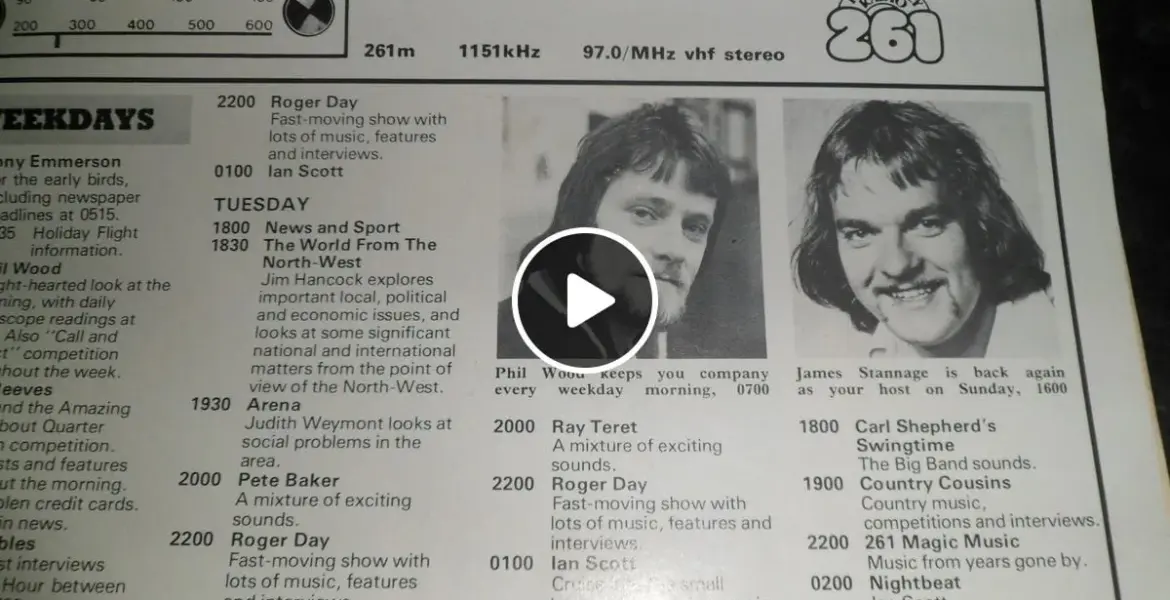 200 300 400 500 600
261m 1151kHz 97.0/MHz vhf stereo
261
WEEKDAYS
ony Emmerson
r the early birds,
cluding newspaper
adlines at 0515.
35 Holiday Flight
information.
il Wood
ght-hearted look at the
ning, with daily
scope readings at
Also "Call and
t" competition
ghout the week.
eeves
nd the Amazing
bout Quarter
n competition.
sts and features
ut the morning.
olen credit cards.
in news.
bles
st interviews
Hour between
2200 Roger Day
Fast-moving show with
lots of music, features
and interviews.
0100 Ian Scott
TUESDAY
1800 News and Sport
1830 The World From The
North-West
Jim Hancock explores
important local, political
and economic issues, and
looks at some significant
national and international
matters from the point of
view of the North-West.
1930 Arena
Judith Weymont looks at
social problems in the
area.
2000 Pete Baker
A mixture of exciting
sounds.
2200 Roger Day
Fast-moving show with
lots of music, features
and interviews.
Phil Wood keeps you company
every weekday morning, 0700
2000 Ray Teret
A mixture of exciting
sounds.
2200 Roger Day
Fast-moving show with
lots of music, features and
interviews.
0100 Ian Scott
small
James Stannage is back again
as your host on Sunday, 1600
1800 Carl Shepherd's
Swingtime
The Big Band sounds.
1900 Country Cousins
Country music,
competitions and interviews.
2200 261 Magic Music
Music from years gone by.
0200 Nightbeat
Scott